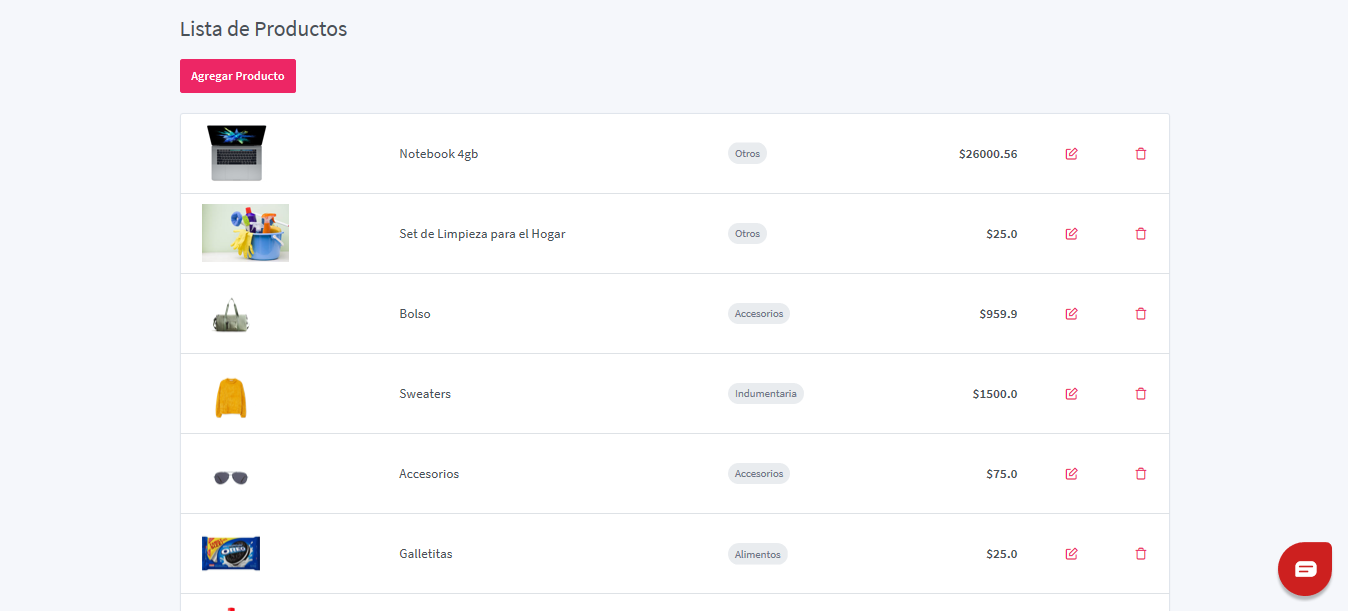 Lista de Productos
Agregar Producto
Notebook 4gb Otros $26000.56
Set de Limpieza para el Hogar Otros $25.0
Bolso Accesorios $959.9
Sweaters Indumentaria $1500.0
Accesorios Accesorios $75.0
OREO
Galletitas Alimentos $25.0